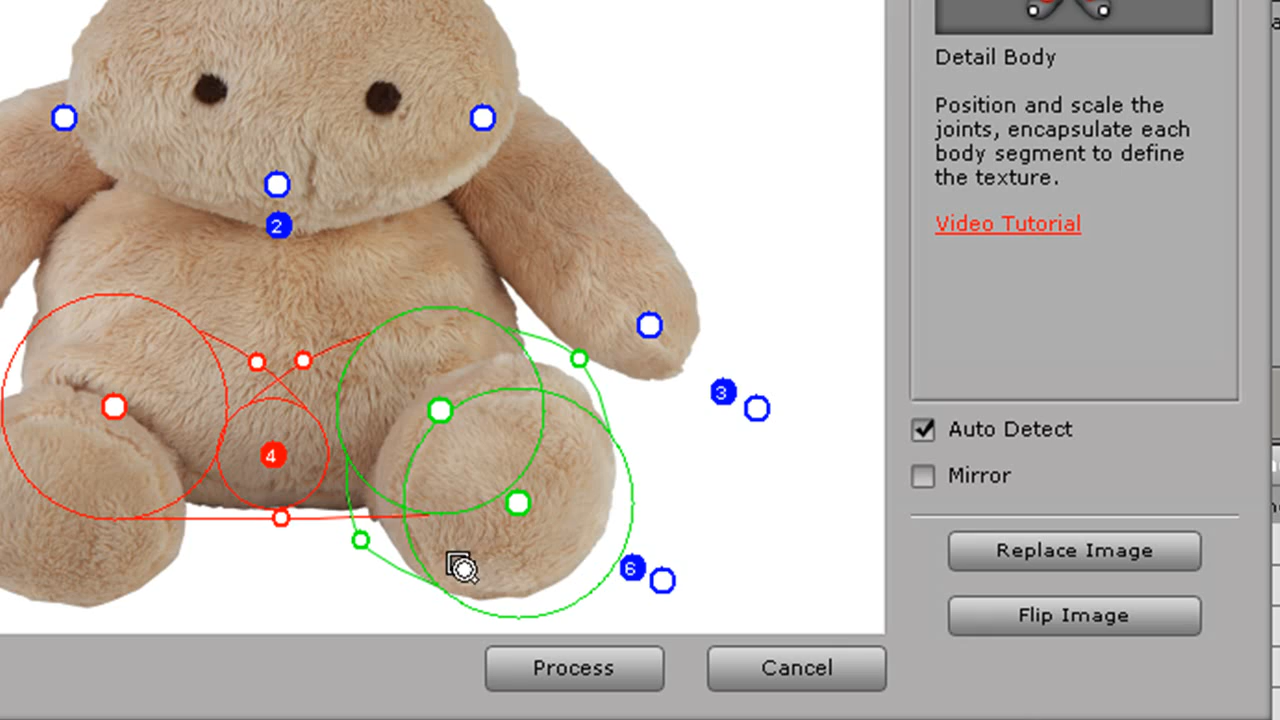 Detail Body
Position and scale the
joints, encapsulate each
body segment to define
the texture.
Video Tutorial
2
3
4
6
Auto Detect
Mirror
Replace Image
Flip Image
Process
Cancel